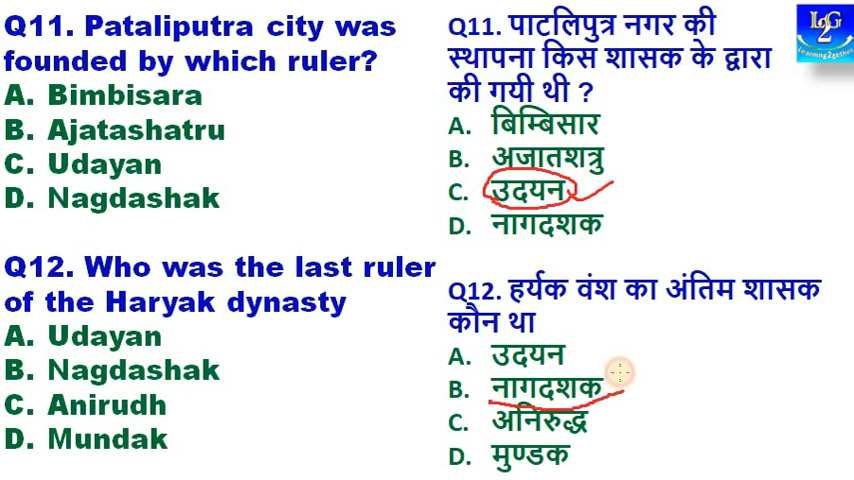 Q11. Pataliputra city was
founded by which ruler?
A. Bimbisara
B. Ajatashatru
C. Udayan
D. Nagdashak
Q12. Who was the last ruler
of the Haryak dynasty
A. Udayan
B. Nagdashak
C. Anirudh
D. Mundak
Q11. पाटलिपुत्र नगर की
स्थापना किस शासक के द्वारा
की गयी थी ?
A. बिम्बिसार
B. अजातशत्रु
C. उदयन
D. नागदशक
Q12. हर्यक वंश का अंतिम शासक
कौन था
A. उदयन
B. नागदशक
C. अनिरुद्ध
D. मुण्डक
L2G
Learning2gether